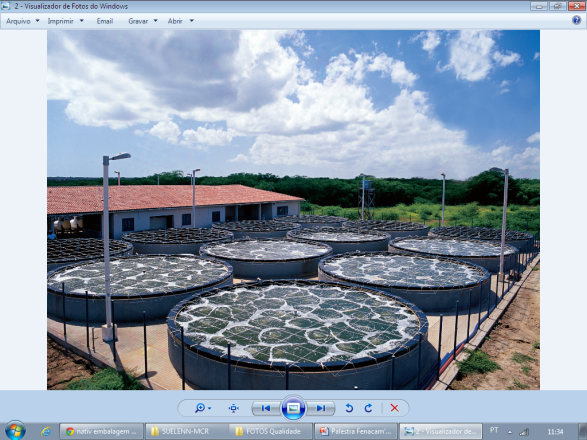 2 - Visualizador de Fotos do Windows
Arquivo Imprimir Email Gravar Abrir
nativ embalagem ... SUELENN-MCR FOTOS Qualidade Palestra Fenacam'... 2 - Visualizador de... PT 11:34